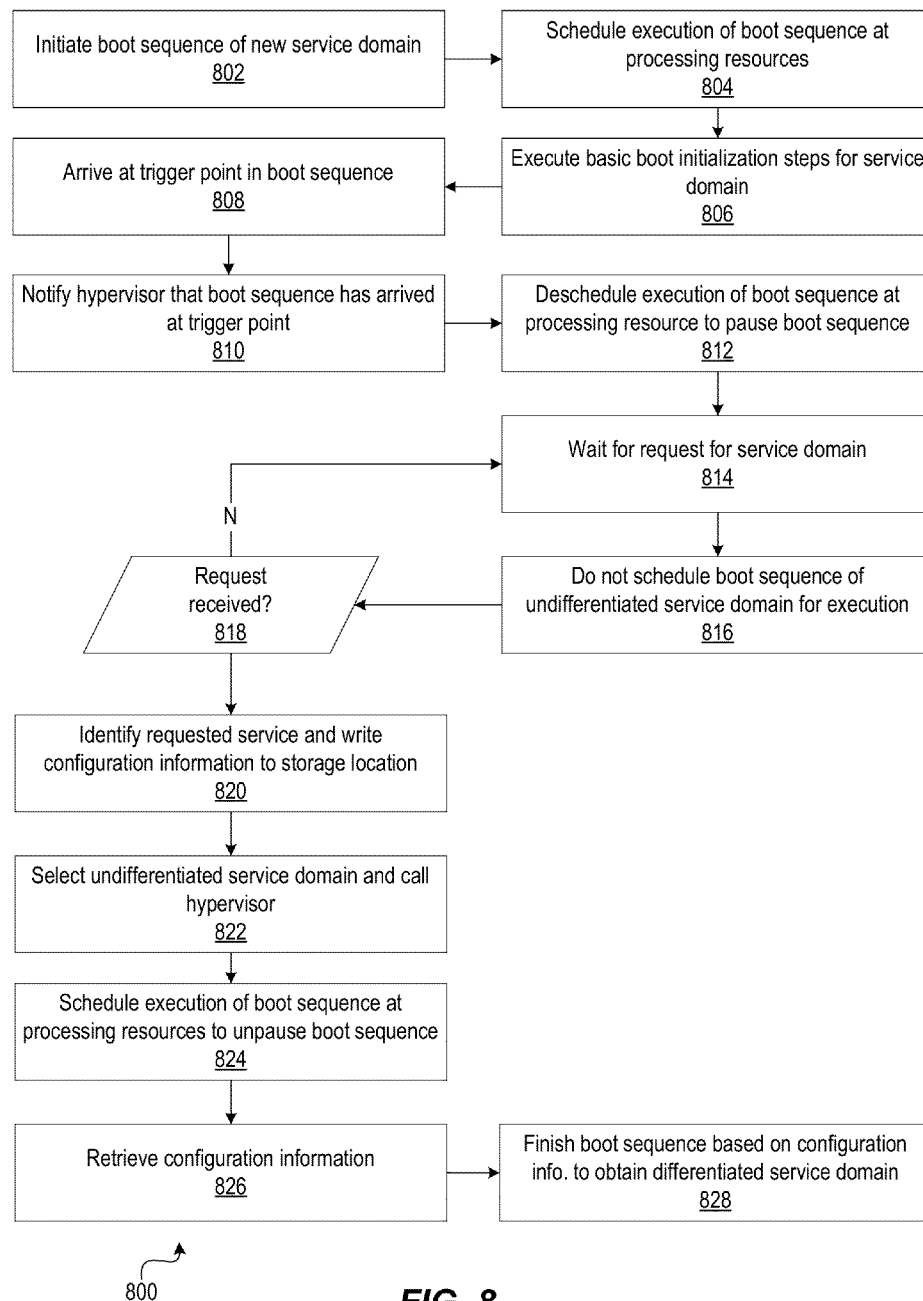 Initiate boot sequence of new service domain
802
Schedule execution of boot sequence at
processing resources
804
Execute basic boot initialization steps for service
domain
806
Arrive at trigger point in boot sequence
808
Notify hypervisor that boot sequence has arrived
at trigger point
810
Deschedule execution of boot sequence at
processing resource to pause boot sequence
812
Wait for request for service domain
814
N
Do not schedule boot sequence of
undifferentiated service domain for execution
816
Request
received?
818
Identify requested service and write
configuration information to storage location
820
Select undifferentiated service domain and call
hypervisor
822
Schedule execution of boot sequence at
processing resources to unpause boot sequence
824
Retrieve configuration information
826
Finish boot sequence based on configuration
info. to obtain differentiated service domain
828
800
FIG. 8